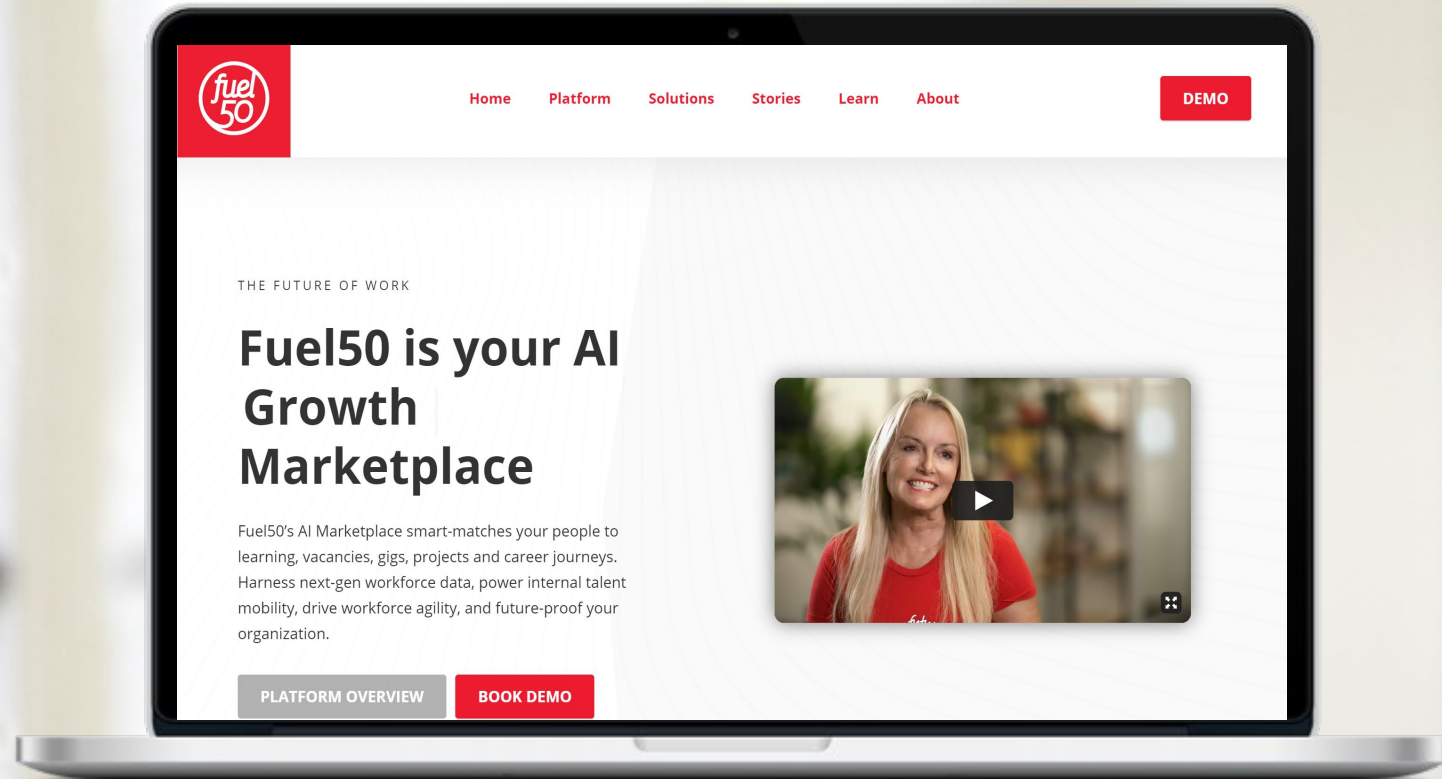 fuel
50
Home Platform Solutions Stories Learn About
DEMO
THE FUTURE OF WORK
Fuel50 is your AI
Growth
Marketplace
Fuel50’s AI Marketplace smart-matches your people to
learning, vacancies, gigs, projects and career journeys.
Harness next-gen workforce data, power internal talent
mobility, drive workforce agility, and future-proof your
organization.
PLATFORM OVERVIEW BOOK DEMO